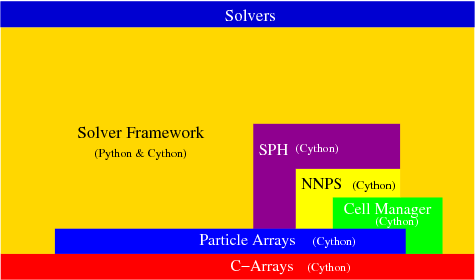 Solvers
Solver Framework
(Python & Cython)
SPH (Cython)
NNPS (Cython)
Cell Manager
(Cython)
Particle Arrays (Cython)
C−Arrays (Cython)